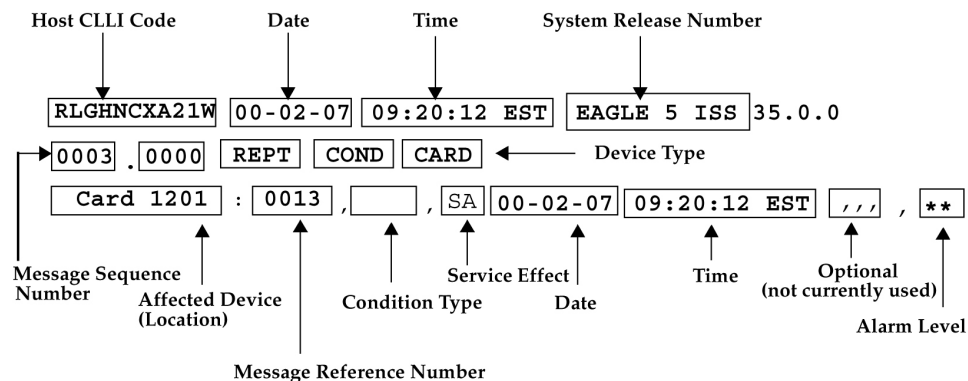 Host CLLI Code Date Time System Release Number
RLGHNCXA21W 00-02-07 09:20:12 EST EAGLE 5 ISS 35.0.0
0003 . 0000 REPT COND CARD Device Type
Card 1201 : 0013 , , SA 00-02-07 09:20:12 EST ,,, , **
Message Sequence Number
Affected Device (Location)
Message Reference Number
Condition Type
Service Effect
Date
Time
Optional (not currently used)
Alarm Level